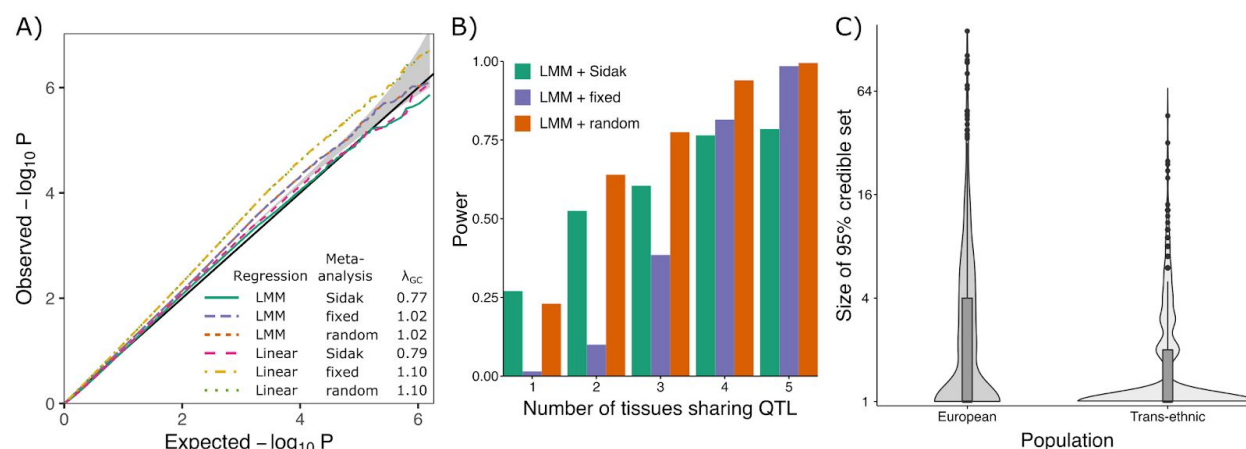 A)
Observed − log10 P
6
4
2
0
0
2
4
6
Expected − log10 P
Regression Meta-analysis λGC
LMM Sidak 0.77
LMM fixed 1.02
LMM random 1.02
Linear Sidak 0.79
Linear fixed 1.10
Linear random 1.10
B)
Power
1.00
0.75
0.50
0.25
0.00
LMM + Sidak
LMM + fixed
LMM + random
1 2 3 4 5
Number of tissues sharing QTL
C)
Size of 95% credible set
64
16
4
1
European Trans-ethnic
Population